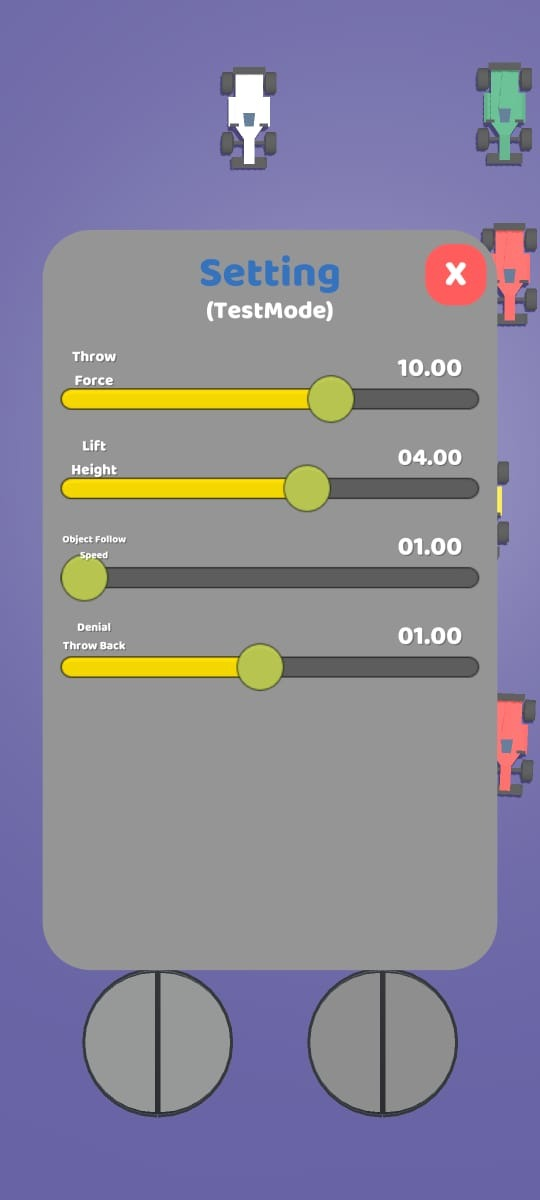 Setting
X
(TestMode)
Throw
Force
10.00
Lift
Height
04.00
Object Follow
Speed
01.00
Denial
Throw Back
01.00